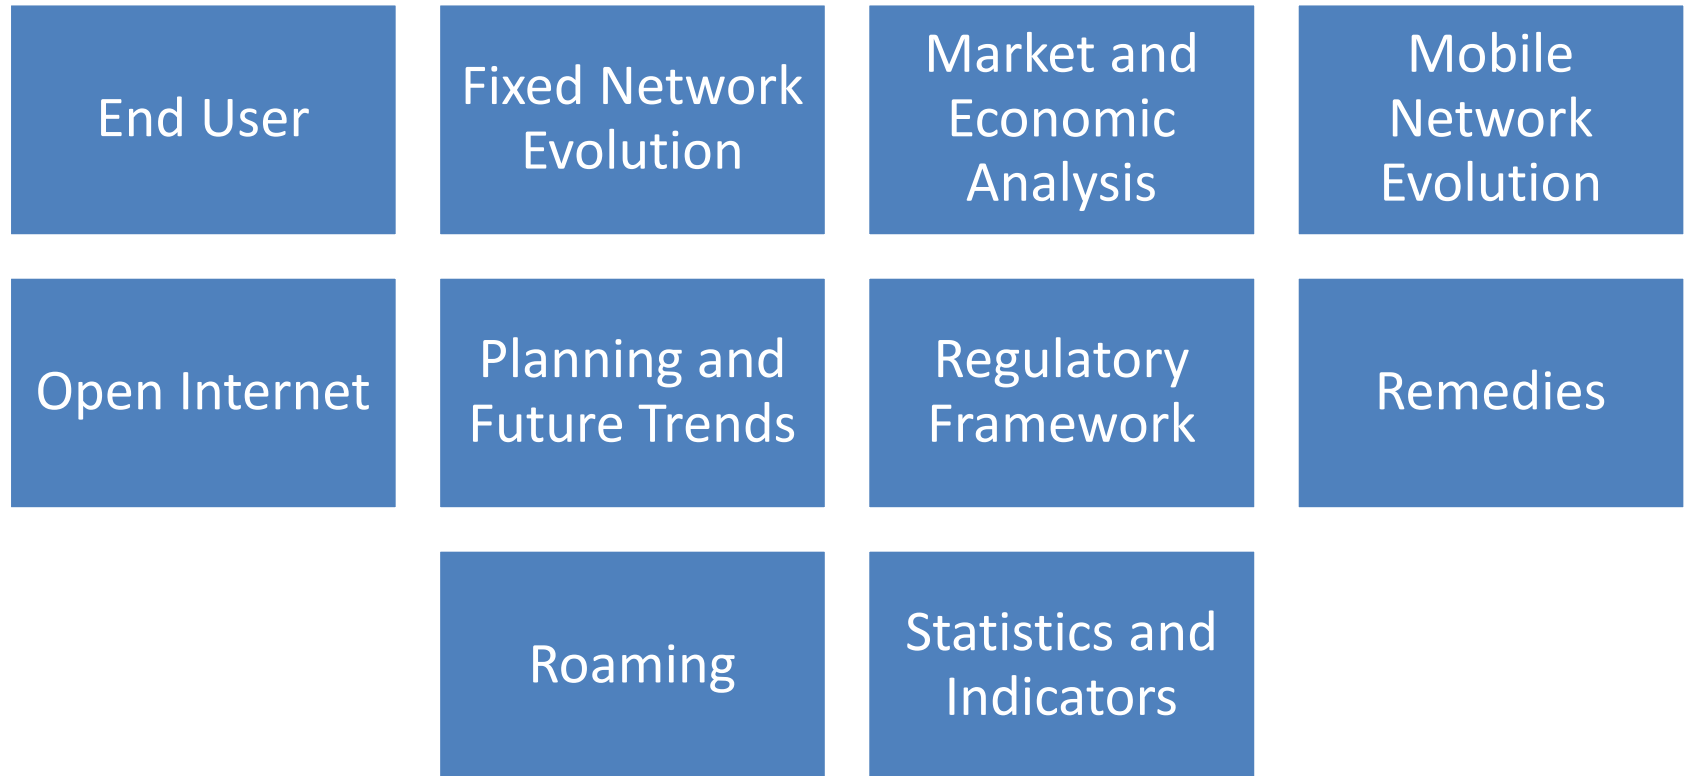 End User
Fixed Network
Evolution
Market and
Economic
Analysis
Mobile
Network
Evolution
Open Internet
Planning and
Future Trends
Regulatory
Framework
Remedies
Roaming
Statistics and
Indicators